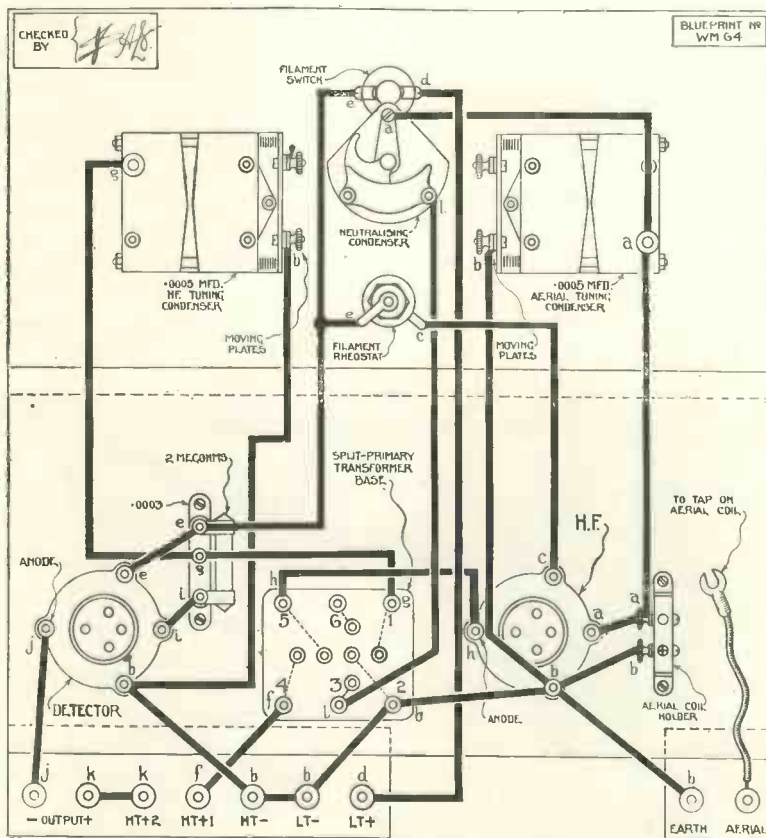 CHECKED
BY
BLUEPRINT No
WM G4
FILAMENT
SWITCH
e
d
a
g
l
NEUTRALISING
CONDENSER
b
.0005 MFD.
H.F. TUNING
CONDENSER
a
b
.0005 MFD.
AERIAL TUNING
CONDENSER
MOVING
PLATES
e
c
FILAMENT
RHEOSTAT
MOVING
PLATES
2 MEGOHMS
SPLIT-PRIMARY
TRANSFORMER
BASE
.0003
TO TAP ON
AERIAL COIL
H.F.
e
g
ANODE
e
h
c
i
5
6
1
g
a
a
j
i
h
b
b
b
4
3
2
f
l
b
DETECTOR
ANODE
AERIAL COIL
HOLDER
j
k
k
f
b
b
d
b
- OUTPUT +
HT+2
HT+1
HT-
LT-
LT+
EARTH
AERIAL